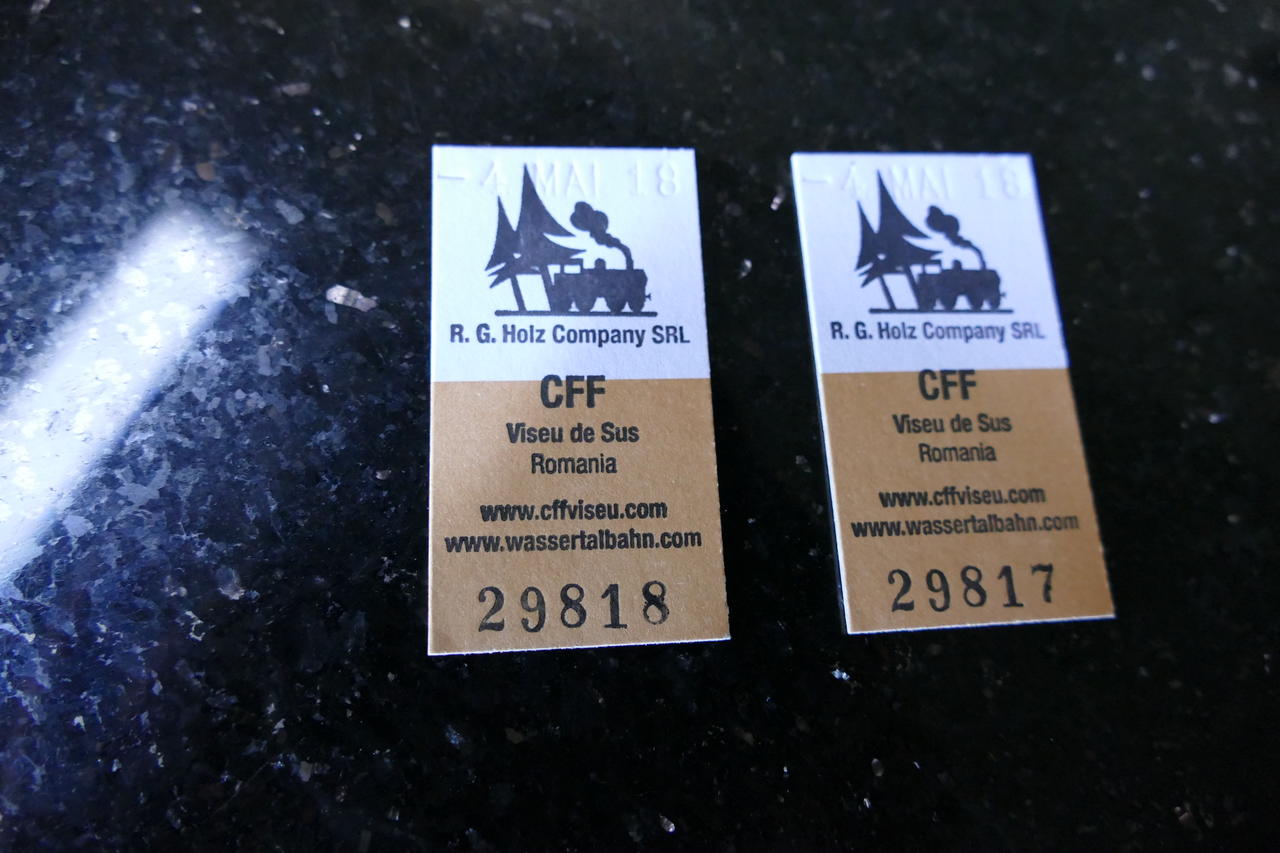 - 4 MAI 18
R. G. Holz Company SRL
CFF
Viseu de Sus
Romania
www.cffviseu.com
www.wassertalbahn.com
29818
- 4 MAI 18
R. G. Holz Company SRL
CFF
Viseu de Sus
Romania
www.cffviseu.com
www.wassertalbahn.com
29817